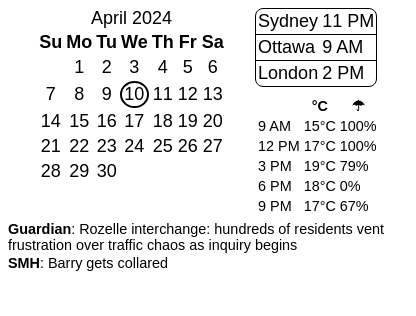 April 2024
Su Mo Tu We Th Fr Sa
1 2 3 4 5 6
7 8 9 10 11 12 13
14 15 16 17 18 19 20
21 22 23 24 25 26 27
28 29 30
Sydney 11 PM
Ottawa 9 AM
London 2 PM
°C ☂
9 AM 15°C 100%
12 PM 17°C 100%
3 PM 19°C 79%
6 PM 18°C 0%
9 PM 17°C 67%
Guardian: Rozelle interchange: hundreds of residents vent
frustration over traffic chaos as inquiry begins
SMH: Barry gets collared